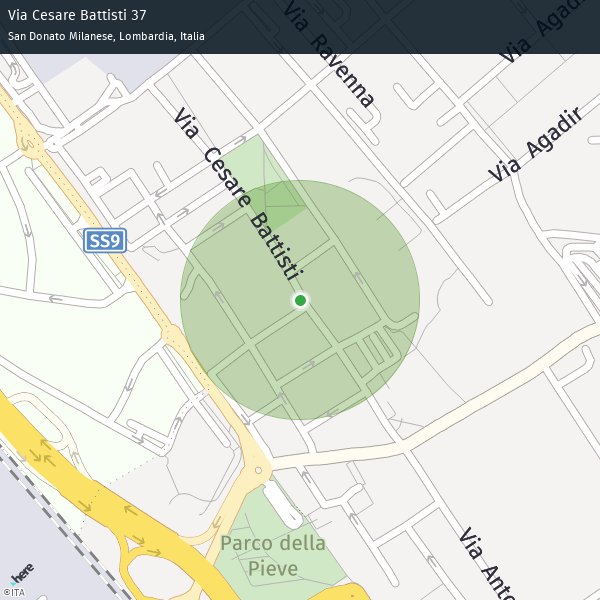 Via Cesare Battisti 37
San Donato Milanese, Lombardia, Italia
Via Ravenna
Via Agadir
Via Agadir
Via Cesare Battisti
SS9
Parco della
Pieve
Via Anto
here
©ITA